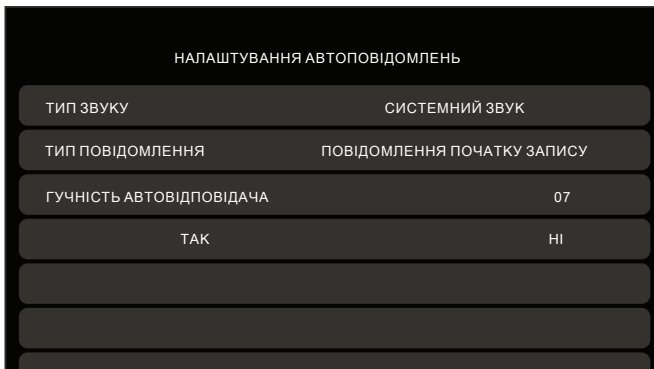 НАЛАШТУВАННЯ АВТОПОВІДОМЛЕНЬ
ТИП ЗВУКУ СИСТЕМНИЙ ЗВУК
ТИП ПОВІДОМЛЕННЯ ПОВІДОМЛЕННЯ ПОЧАТКУ ЗАПИСУ
ГУЧНІСТЬ АВТОВІДПОВІДАЧА 07
ТАК НІ